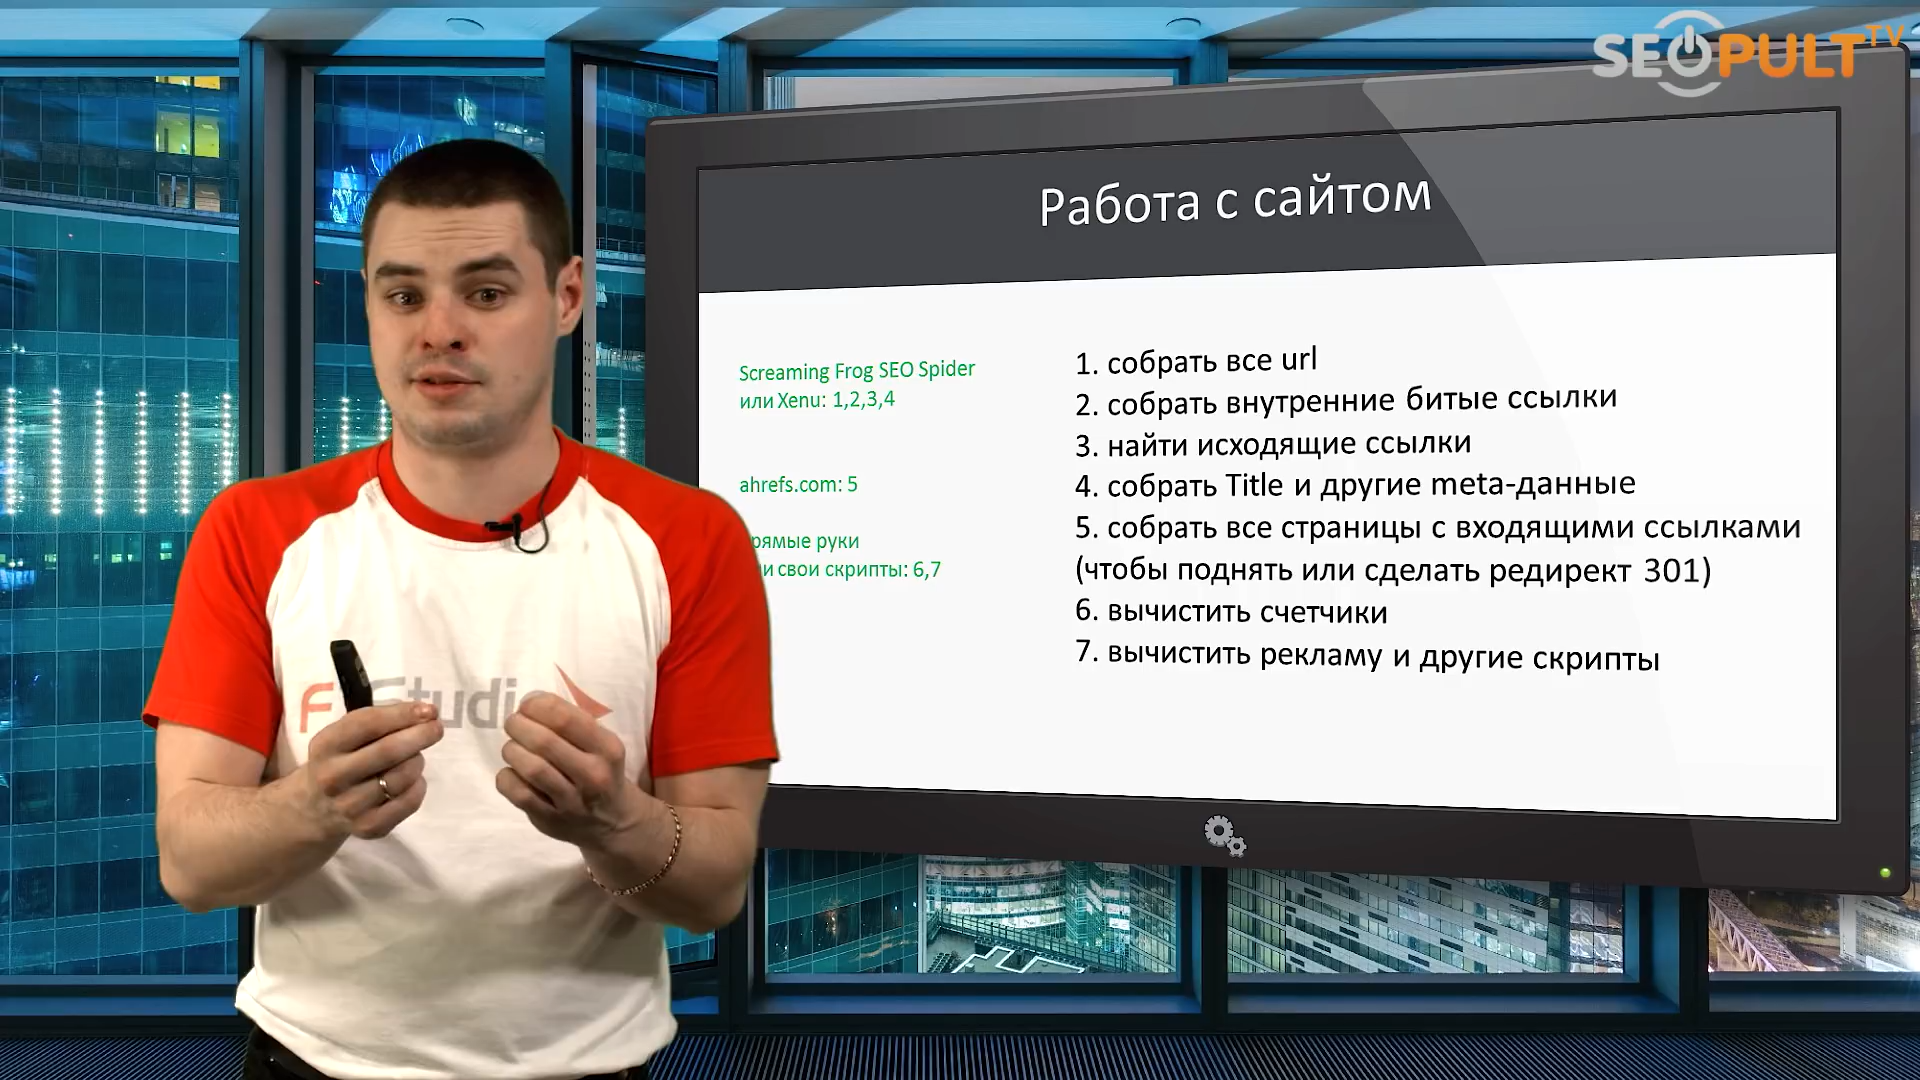 SEOPULT TV
Работа с сайтом
Screaming Frog SEO Spider
или Xenu: 1,2,3,4
ahrefs.com: 5
рямые руки
и свои скрипты: 6,7
1. собрать все url
2. собрать внутренние битые ссылки
3. найти исходящие ссылки
4. собрать Title и другие meta-данные
5. собрать все страницы с входящими ссылками
(чтобы поднять или сделать редирект 301)
6. вычистить счетчики
7. вычистить рекламу и другие скрипты